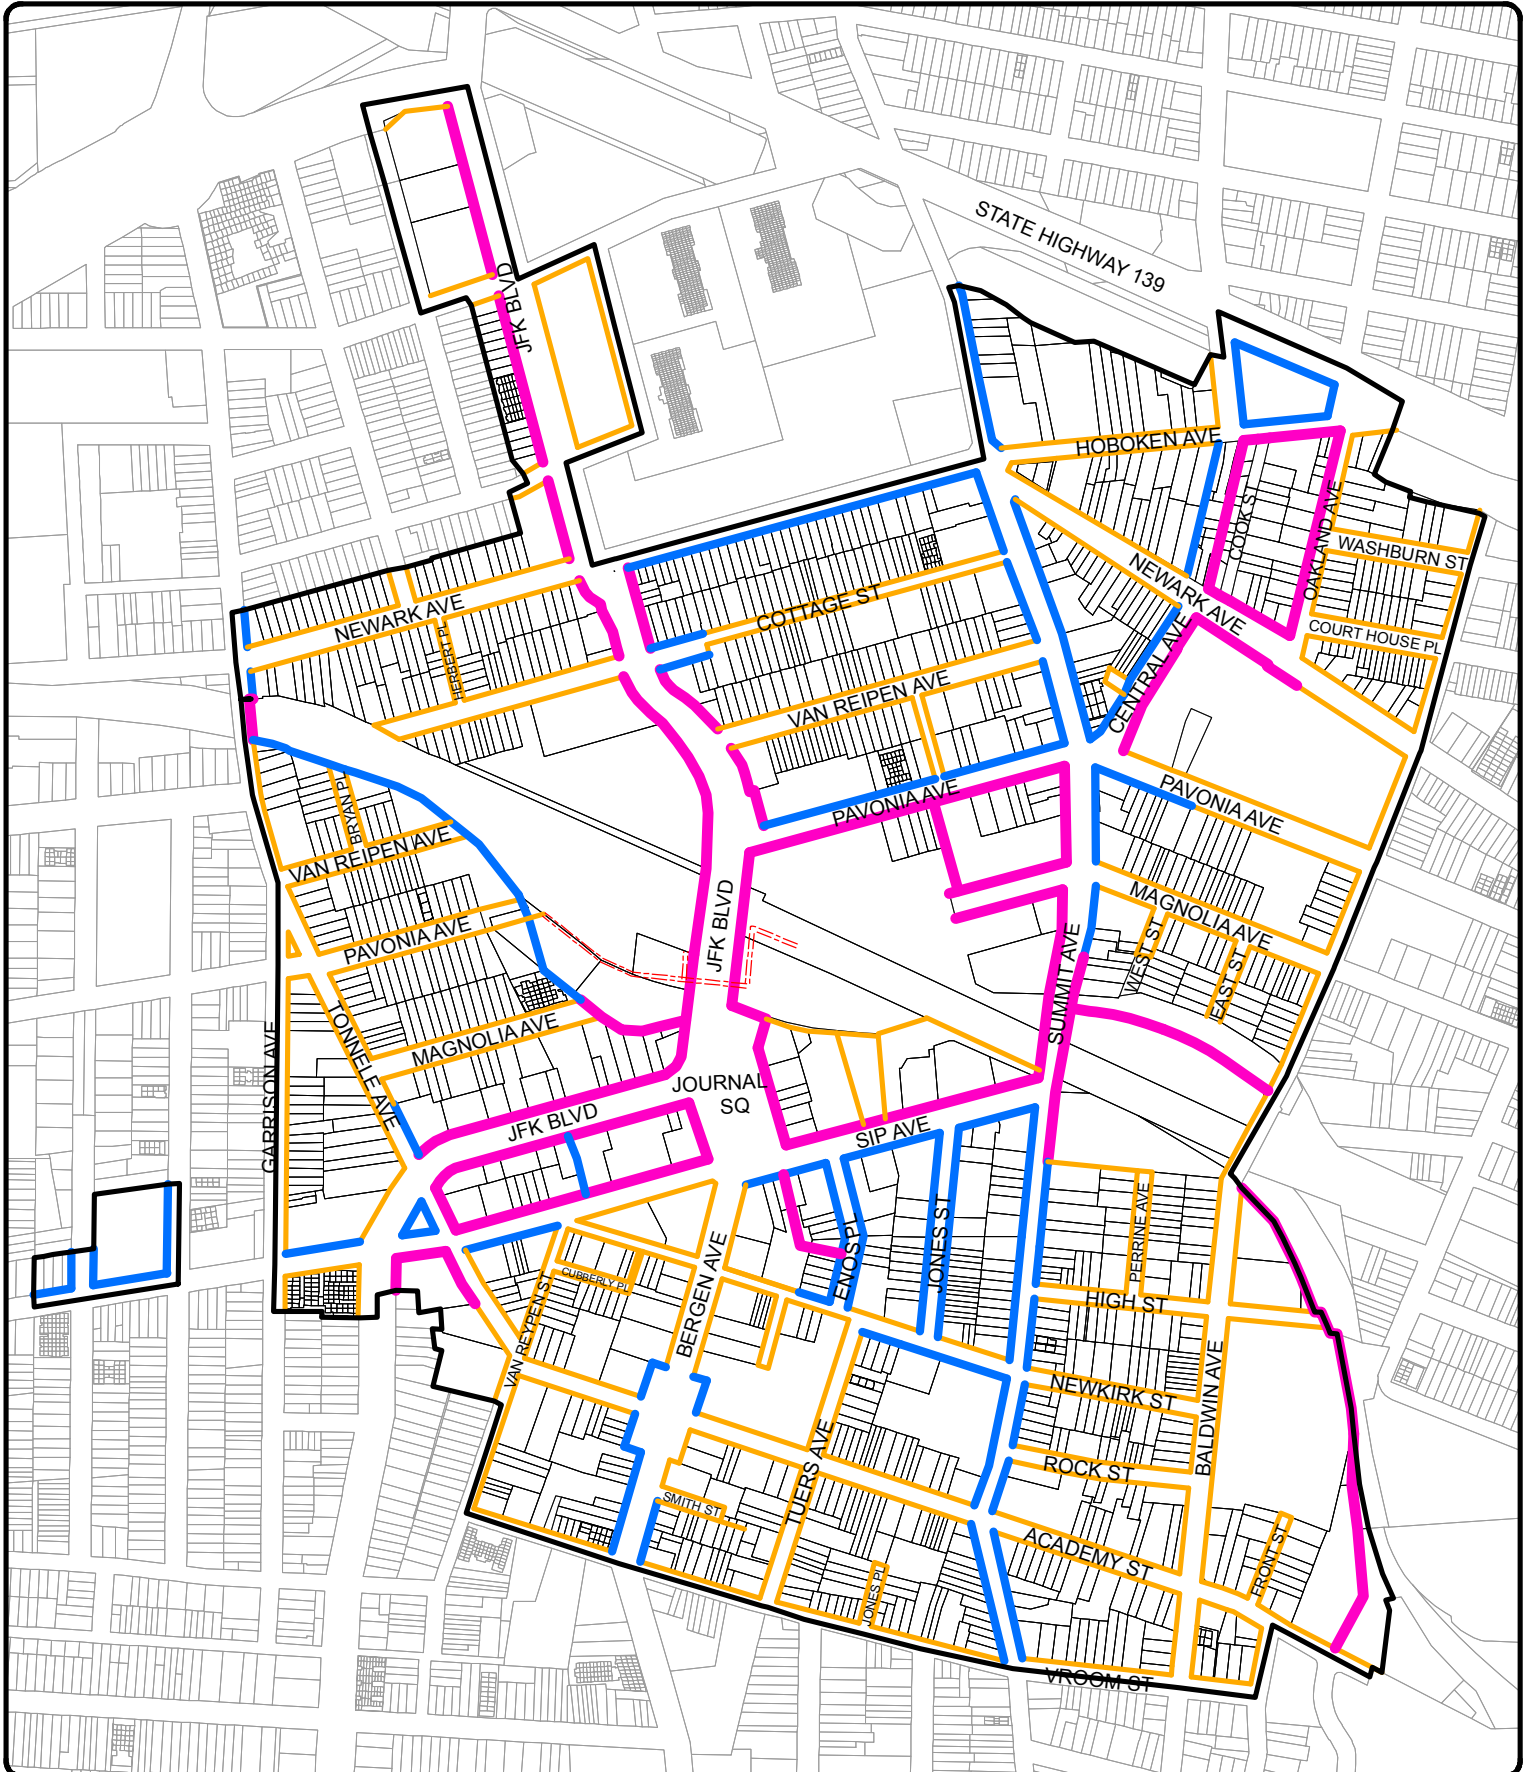 STATE HIGHWAY 139
JFK BLVD
HOBOKEN AVE
COOK S
OAKLAND AVE
WASHBURN ST
NEWARK AVE
COTTAGE ST
NEWARK AVE
HERBERT PL
COURT HOUSE PL
CENTRAL AVE
VAN REIPEN AVE
PAVONIA AVE
PAVONIA AVE
BRYAN PL
VAN REIPEN AVE
MAGNOLIA AVE
WEST ST
EAST ST
PAVONIA AVE
JFK BLVD
SUMMIT AVE
TONNELE AVE
MAGNOLIA AVE
GARRISON AVE
JOURNAL
SQ
JFK BLVD
SIP AVE
PERRINE AVE
JONES ST
ENOS PL
CUBBERLY PL
BERGEN AVE
VAN REYPEN ST
HIGH ST
NEWKIRK ST
BALDWIN AVE
ROCK ST
TUERS AVE
SMITH ST
ACADEMY ST
FRONT ST
JONES PL
VROOM ST